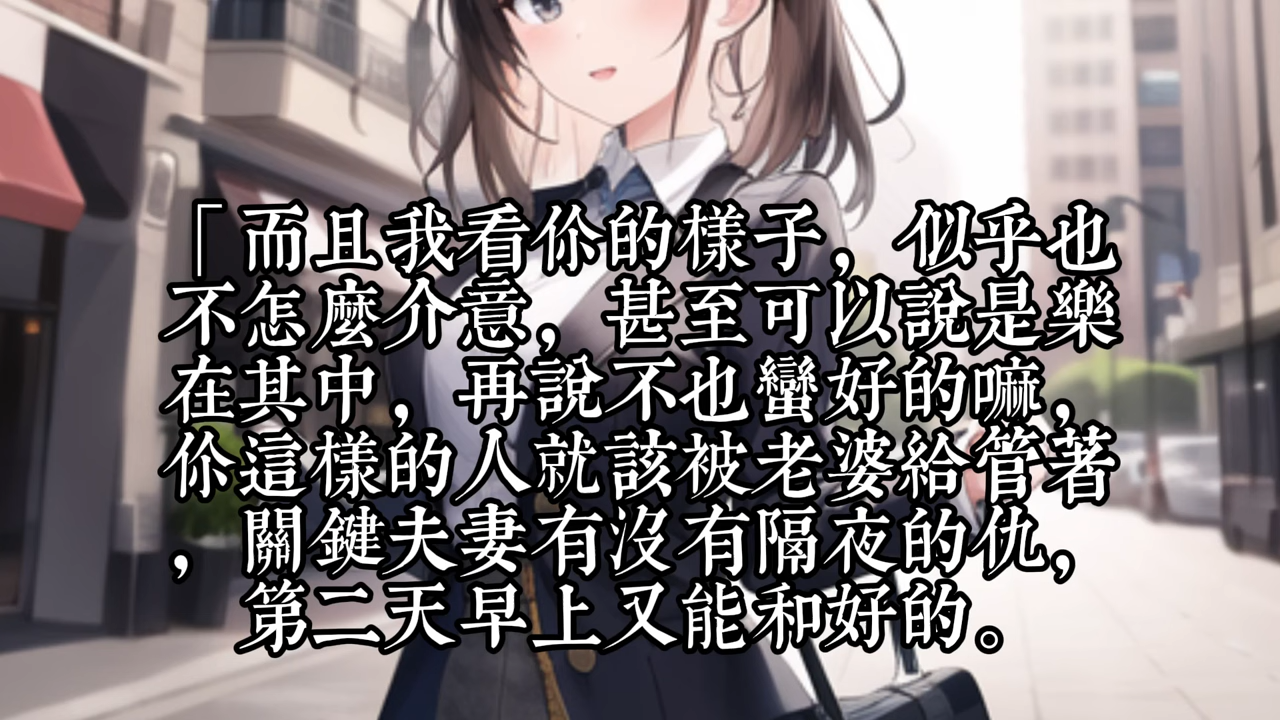 「而且我看你的樣子，似乎也
不怎麼介意，甚至可以說是樂
在其中，再說不也蠻好的嘛，
你這樣的人就該被老婆給管著
，關鍵夫妻有沒有隔夜的仇，
第二天早上又能和好的。